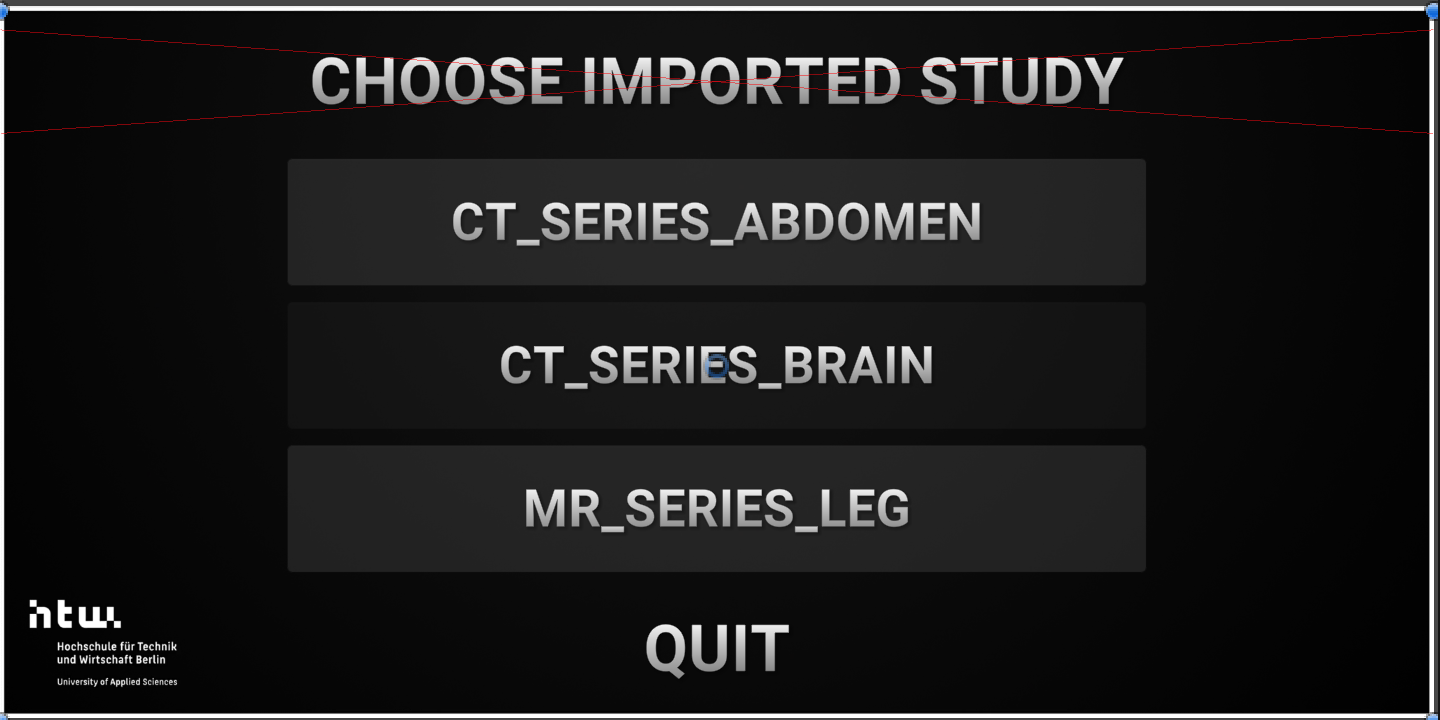 CHOOSE IMPORTED STUDY
CT_SERIES_ABDOMEN
CT_SERIES_BRAIN
MR_SERIES_LEG
QUIT
htw.
Hochschule für Technik
und Wirtschaft Berlin
University of Applied Sciences